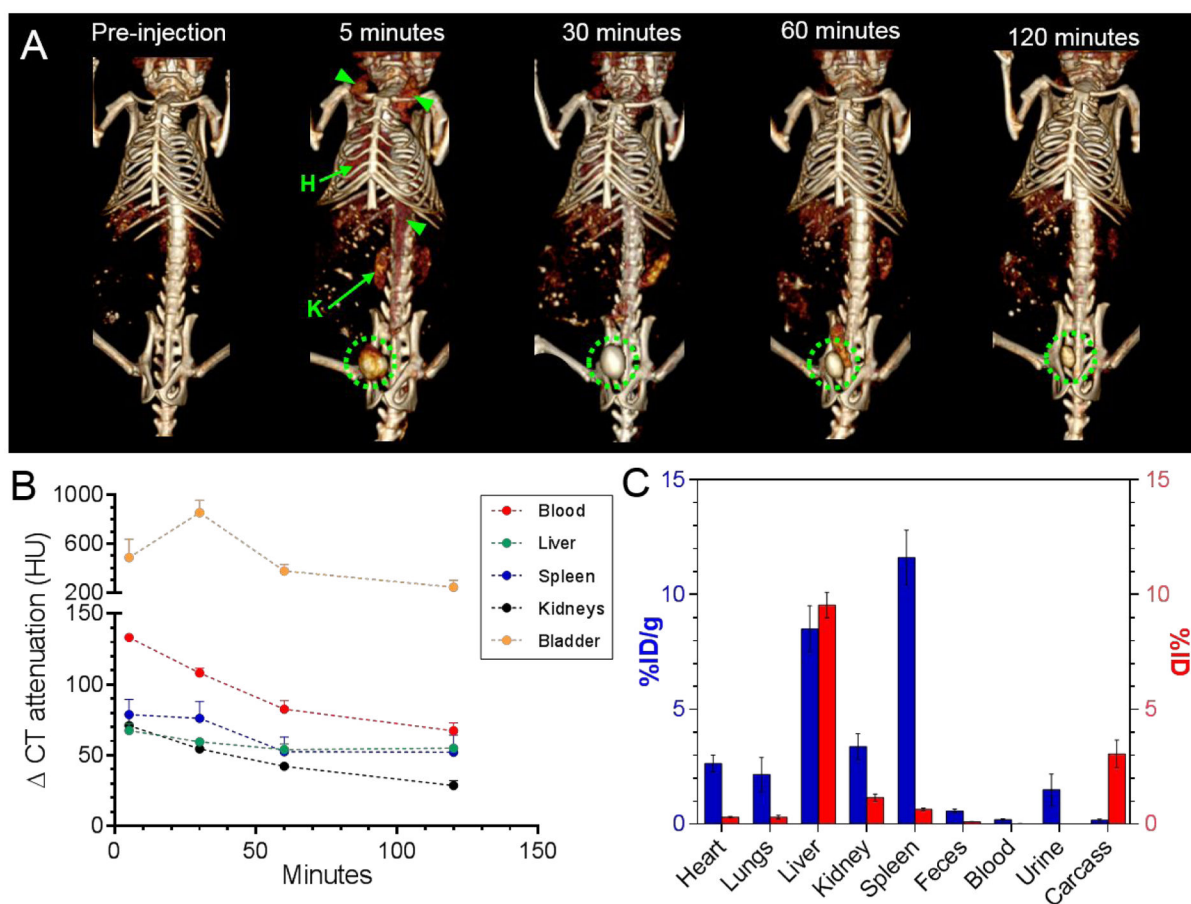 A
Pre-injection
5 minutes
30 minutes
60 minutes
120 minutes
H
K
B
1000
600
200
150
100
50
0
Δ CT attenuation (HU)
0
50
100
150
Minutes
Blood
Liver
Spleen
Kidneys
Bladder
C
15
10
5
0
%ID/g
15
10
5
0
%ID
Heart
Lungs
Liver
Kidney
Spleen
Feces
Blood
Urine
Carcass